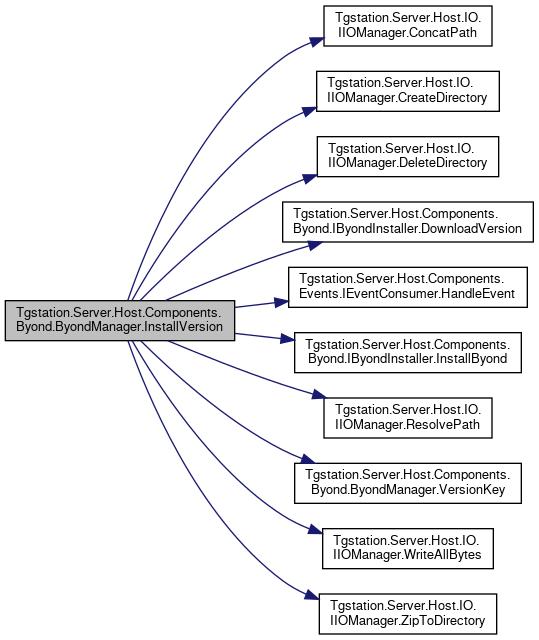 Tgstation.Server.Host.IO.
IIOManager.ConcatPath
Tgstation.Server.Host.IO.
IIOManager.CreateDirectory
Tgstation.Server.Host.IO.
IIOManager.DeleteDirectory
Tgstation.Server.Host.Components.
Byond.IByondInstaller.DownloadVersion
Tgstation.Server.Host.Components.
Events.IEventConsumer.HandleEvent
Tgstation.Server.Host.Components.
Byond.ByondManager.InstallVersion
Tgstation.Server.Host.Components.
Byond.IByondInstaller.InstallByond
Tgstation.Server.Host.IO.
IIOManager.ResolvePath
Tgstation.Server.Host.Components.
Byond.ByondManager.VersionKey
Tgstation.Server.Host.IO.
IIOManager.WriteAllBytes
Tgstation.Server.Host.IO.
IIOManager.ZipToDirectory